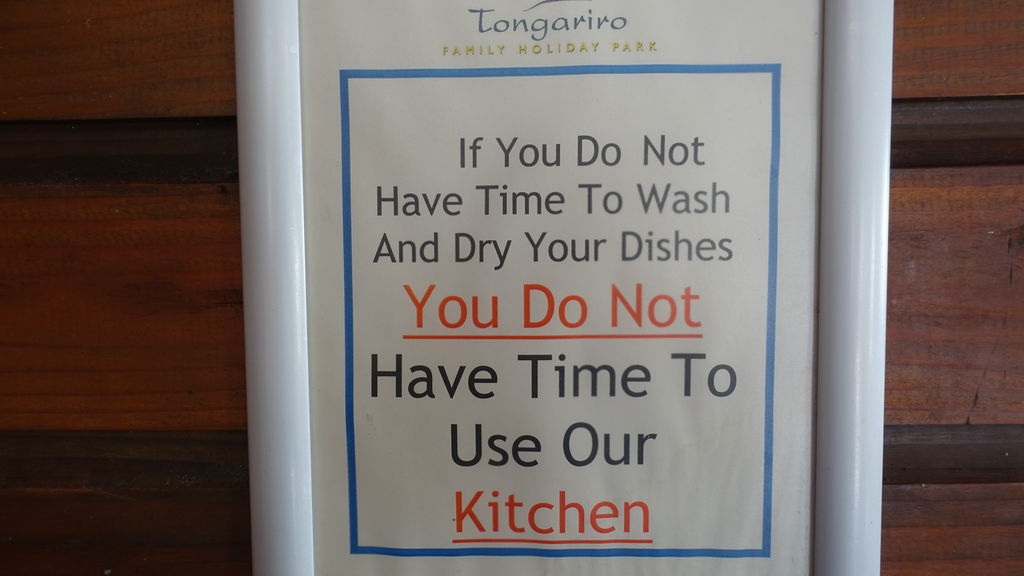 Tongariro
FAMILY HOLIDAY PARK
If You Do Not
Have Time To Wash
And Dry Your Dishes
You Do Not
Have Time To
Use Our
Kitchen